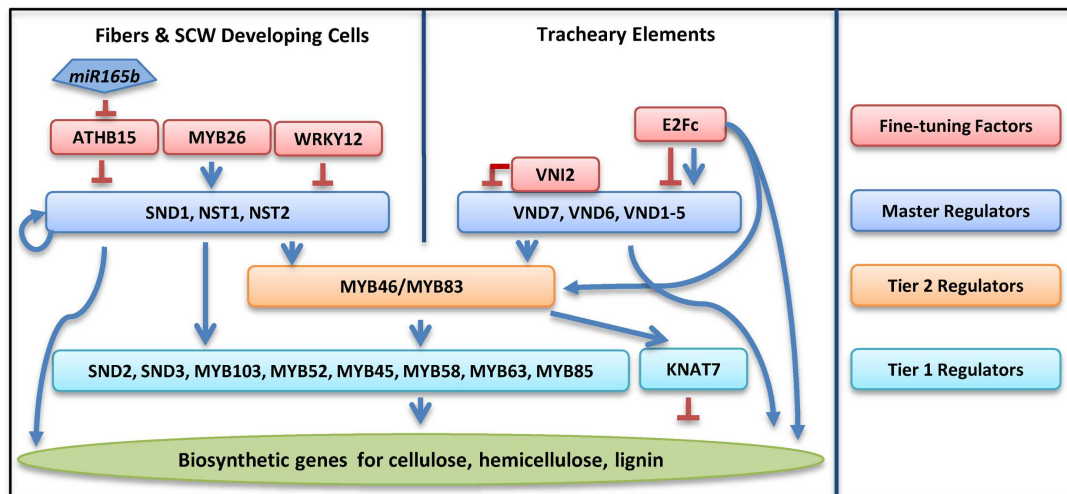 Fibers & SCW Developing Cells
Tracheary Elements
miR165b
ATHB15
MYB26
WRKY12
E2Fc
VNI2
SND1, NST1, NST2
VND7, VND6, VND1-5
MYB46/MYB83
SND2, SND3, MYB103, MYB52, MYB45, MYB58, MYB63, MYB85
KNAT7
Biosynthetic genes for cellulose, hemicellulose, lignin
Fine-tuning Factors
Master Regulators
Tier 2 Regulators
Tier 1 Regulators